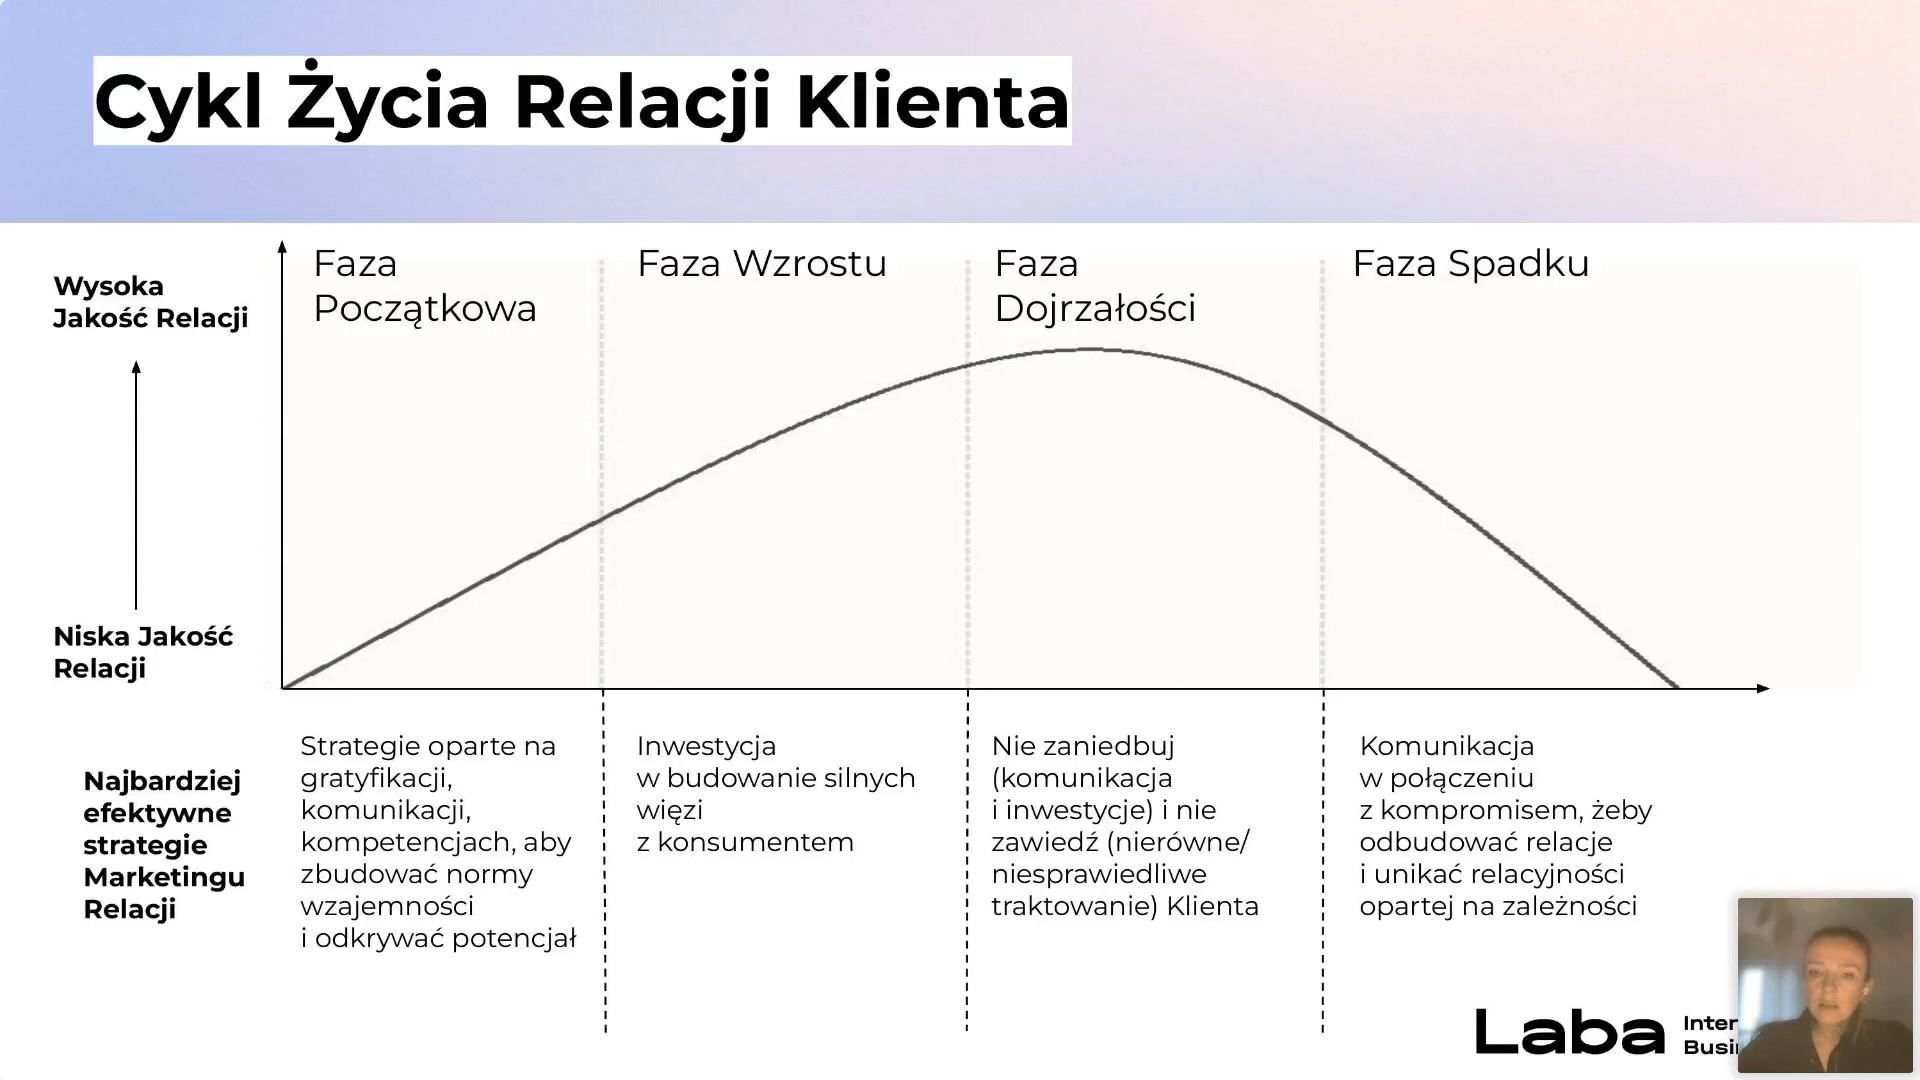 Cykl Życia Relacji Klienta
Wysoka
Jakość Relacji
Niska Jakość
Relacji
Faza
Początkowa
Faza Wzrostu
Faza
Dojrzałości
Faza Spadku
Najbardziej
efektywne
strategie
Marketingu
Relacji
Strategie oparte na
gratyfikacji,
komunikacji,
kompetencjach, aby
zbudować normy
wzajemności
i odkrywać potencjał
Inwestycja
w budowanie silnych
więzi
z konsumentem
Nie zaniedbuj
(komunikacja
i inwestycje) i nie
zawiedź (nierówne/
niesprawiedliwe
traktowanie) Klienta
Komunikacja
w połączeniu
z kompromisem, żeby
odbudować relacje
i unikać relacyjności
opartej na zależności
Laba